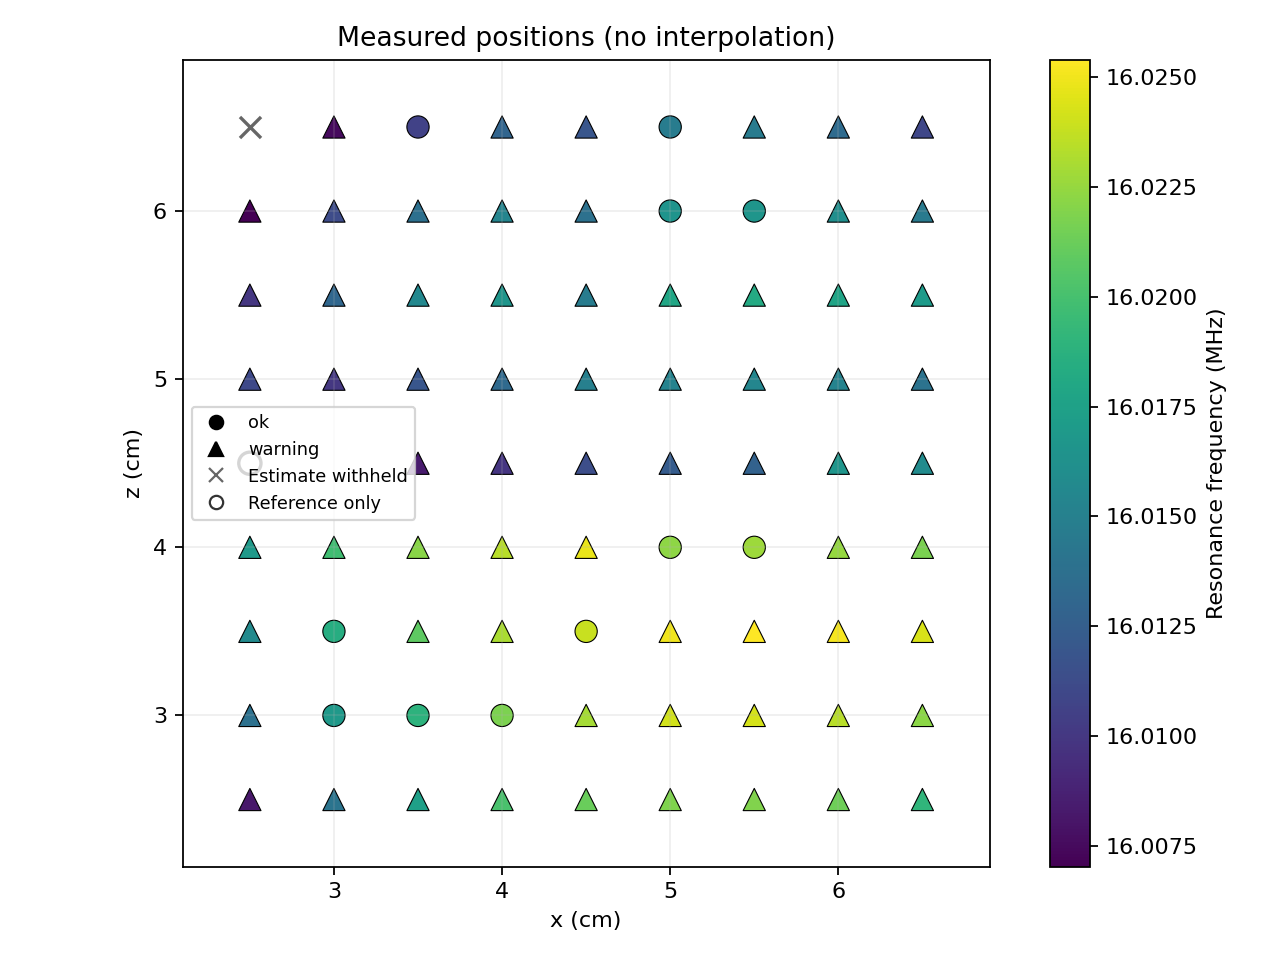 Measured positions (no interpolation)
6
5
4
3
z (cm)
ok
warning
Estimate withheld
Reference only
3
4
5
6
x (cm)
16.0250
16.0225
16.0200
16.0175
16.0150
16.0125
16.0100
16.0075
Resonance frequency (MHz)